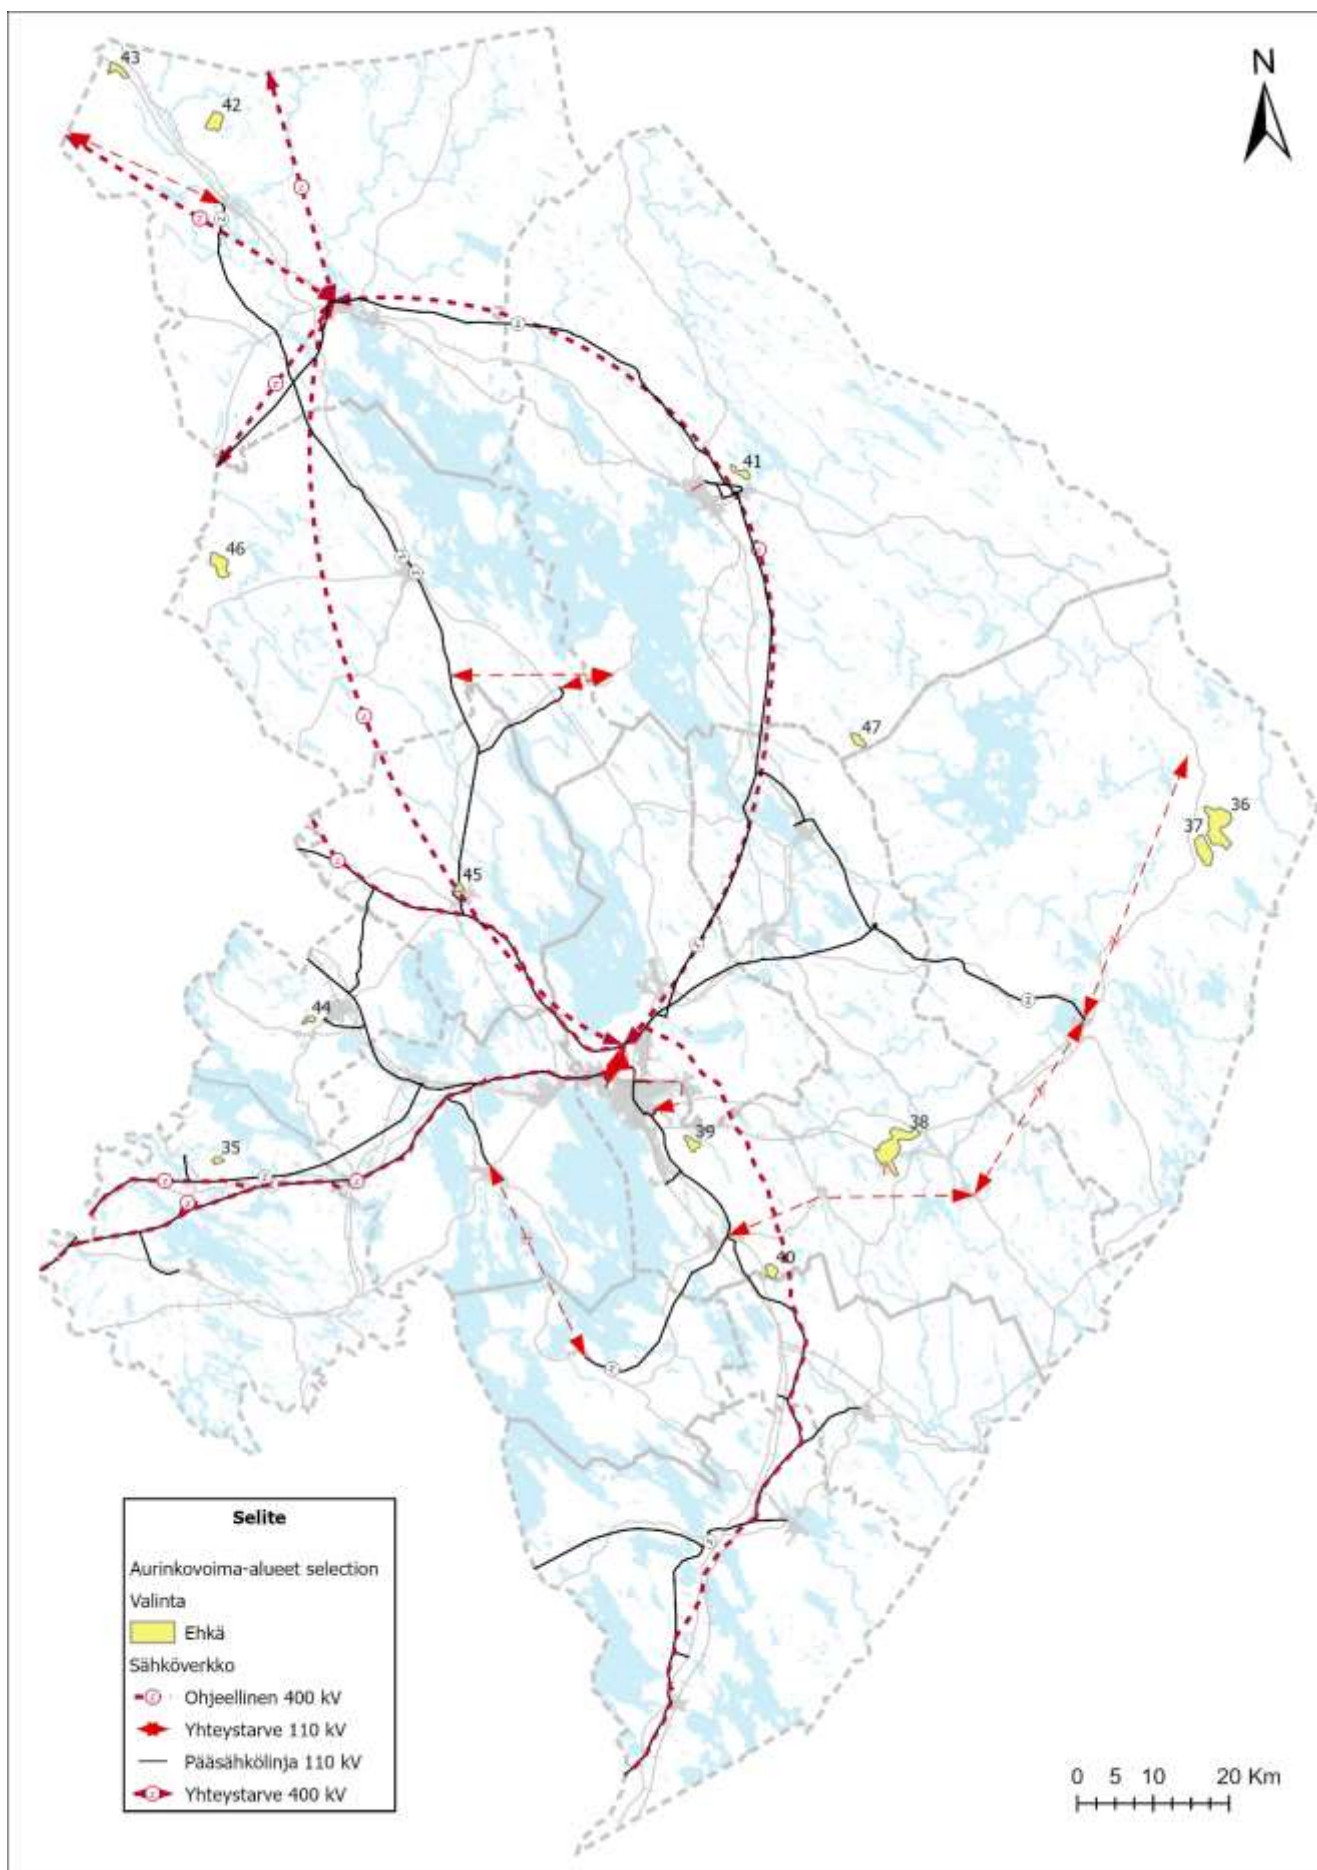 43
N
42
41
46
47
36
37
45
44
38
39
35
40
Selite
Aurinkovoima-alueet selection
Valinta
Ehkä
Sähköverkko
Ohjeellinen 400 kV
Yhteystarve 110 kV
Pääsähkölinja 110 kV
Yhteystarve 400 kV
0 5 10 20 Km